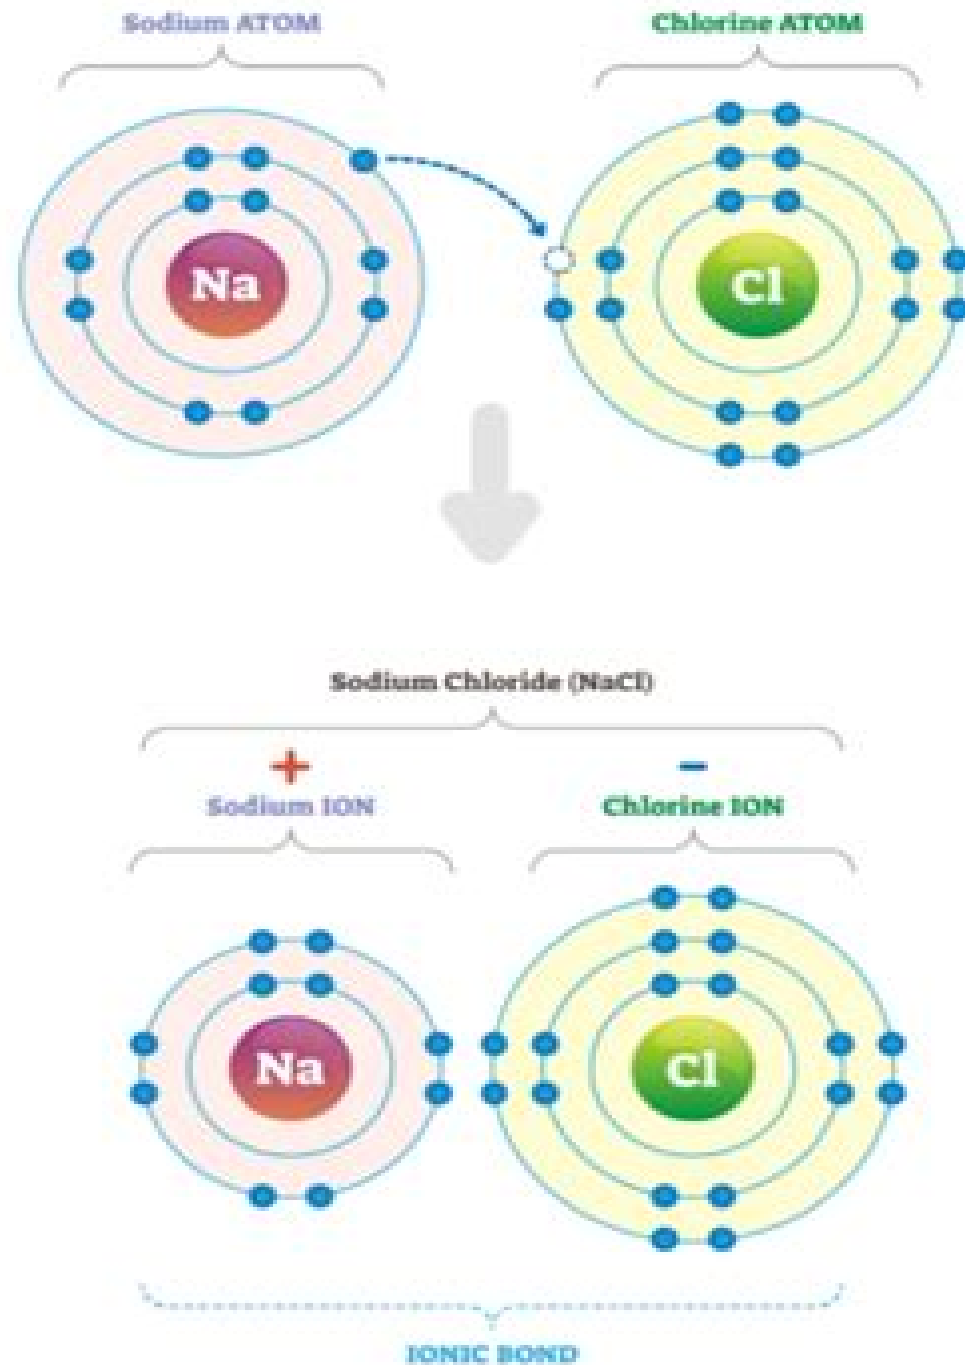 Sodium ATOM
Chlorine ATOM
Na
Cl
Sodium Chloride (NaCl)
+
−
Sodium ION
Chlorine ION
Na
Cl
IONIC BOND